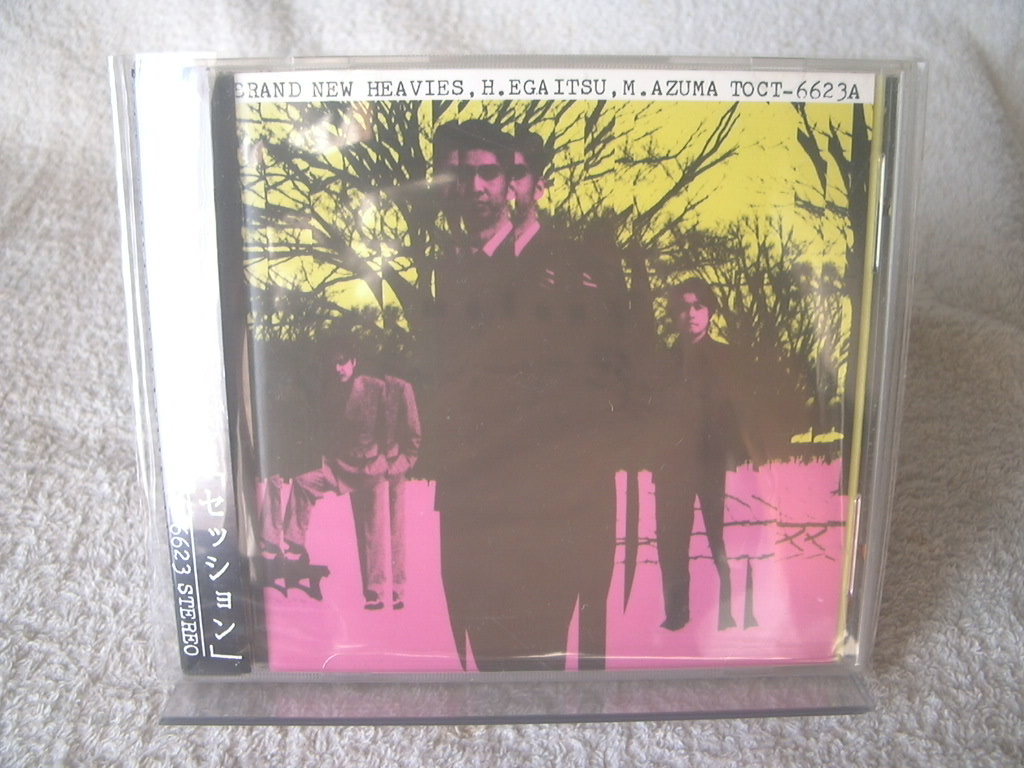 BRAND NEW HEAVIES, H.EGAITSU, M.AZUMA TOCT-6623A
セッション」
6623 STEREO